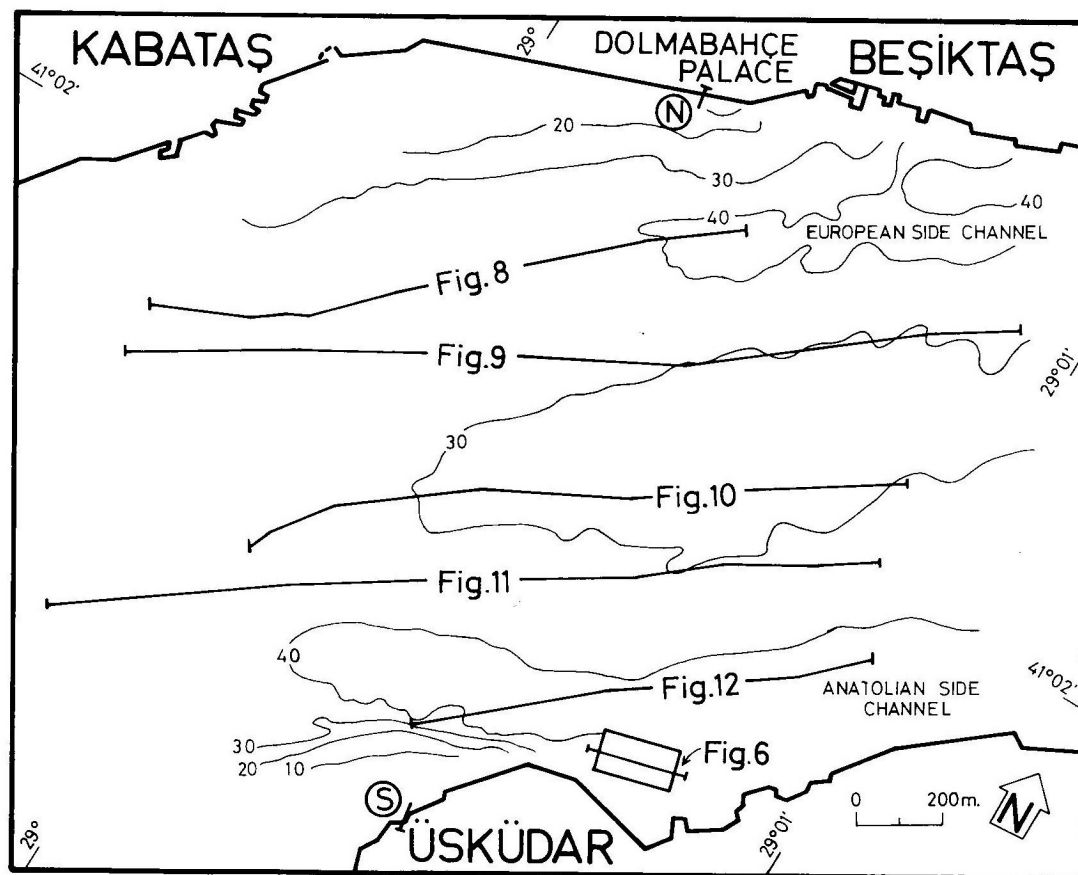 KABATAŞ
29°
DOLMABAHÇE
PALACE
BEŞİKTAŞ
41°02'
N
20
30
40
40
EUROPEAN SIDE CHANNEL
Fig.8
Fig.9
29°01'
30
Fig.10
Fig.11
40
Fig.12
ANATOLIAN SIDE
CHANNEL
41°02'
30
20
10
Fig.6
S
ÜSKÜDAR
29°
29°01'
0 200m.
N